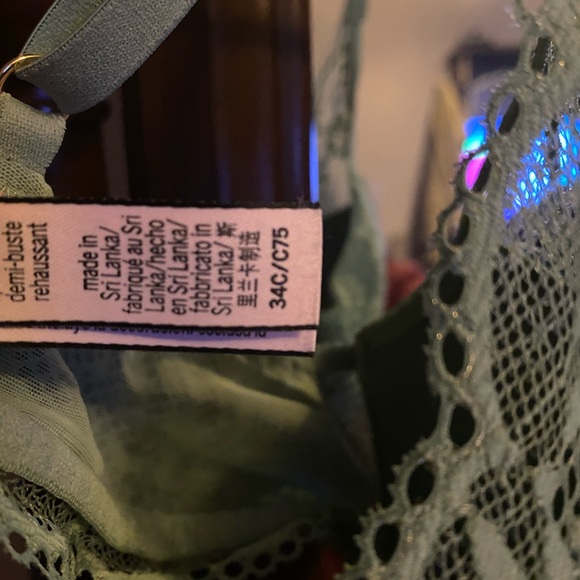 demi-buste
rehaussant
made in
Sri Lanka/
fabriqué au Sri
Lanka/hecho
en Sri Lanka/
fabbricato in
Sri Lanka/ 斯
里兰卡制造
34C/C75